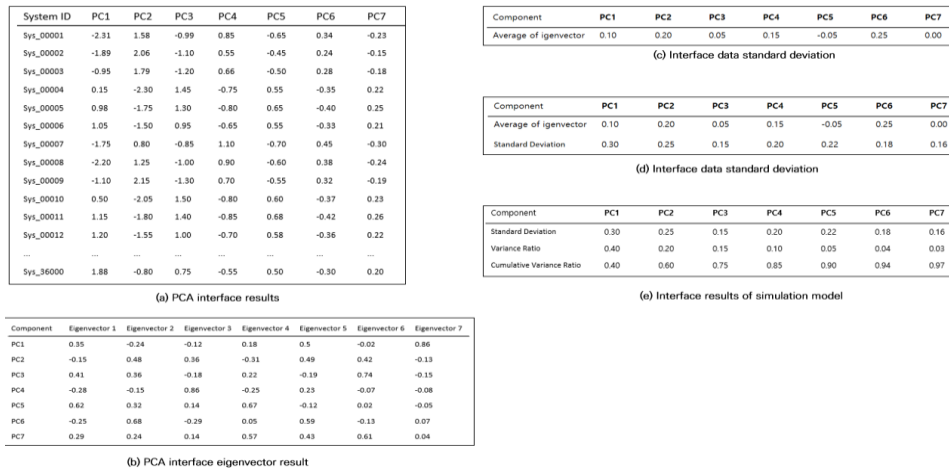 System ID PC1 PC2 PC3 PC4 PC5 PC6 PC7
Sys_00001 -2.31 1.58 -0.99 0.85 -0.65 0.34 -0.23
Sys_00002 -1.89 2.06 -1.10 0.55 -0.45 0.24 -0.15
Sys_00003 -0.95 1.79 -1.20 0.66 -0.50 0.28 -0.18
Sys_00004 0.15 -2.30 1.45 -0.75 0.55 -0.35 0.22
Sys_00005 0.98 -1.75 1.30 -0.80 0.65 -0.40 0.25
Sys_00006 1.05 -1.50 0.95 -0.65 0.55 -0.33 0.21
Sys_00007 -1.75 0.80 -0.85 1.10 -0.70 0.45 -0.30
Sys_00008 -2.20 1.25 -1.00 0.90 -0.60 0.38 -0.24
Sys_00009 -1.10 2.15 -1.30 0.70 -0.55 0.32 -0.19
Sys_00010 0.50 -2.05 1.50 -0.80 0.60 -0.37 0.23
Sys_00011 1.15 -1.80 1.40 -0.85 0.68 -0.42 0.26
Sys_00012 1.20 -1.55 1.00 -0.70 0.58 -0.36 0.22
... ... ... ... ... ... ... ...
Sys_36000 1.88 -0.80 0.75 -0.55 0.50 -0.30 0.20
(a) PCA interface results
Component Eigenvector 1 Eigenvector 2 Eigenvector 3 Eigenvector 4 Eigenvector 5 Eigenvector 6 Eigenvector 7
PC1 0.35 -0.24 -0.12 0.18 0.5 -0.02 0.86
PC2 -0.15 0.48 0.36 -0.31 0.49 0.42 -0.13
PC3 0.41 0.36 -0.18 0.22 -0.19 0.74 -0.15
PC4 -0.28 -0.15 0.86 -0.25 0.23 -0.07 -0.08
PC5 0.62 0.32 0.14 0.67 -0.12 0.02 -0.05
PC6 -0.25 0.68 -0.29 0.05 0.59 -0.13 0.07
PC7 0.29 0.24 0.14 0.57 0.43 0.61 0.04
(b) PCA interface eigenvector result
Component PC1 PC2 PC3 PC4 PC5 PC6 PC7
Average of igenvector 0.10 0.20 0.05 0.15 -0.05 0.25 0.00
(c) Interface data standard deviation
Component PC1 PC2 PC3 PC4 PC5 PC6 PC7
Average of igenvector 0.10 0.20 0.05 0.15 -0.05 0.25 0.00
Standard Deviation 0.30 0.25 0.15 0.20 0.22 0.18 0.16
(d) Interface data standard deviation
Component PC1 PC2 PC3 PC4 PC5 PC6 PC7
Standard Deviation 0.30 0.25 0.15 0.20 0.22 0.18 0.16
Variance Ratio 0.40 0.20 0.15 0.10 0.05 0.04 0.03
Cumulative Variance Ratio 0.40 0.60 0.75 0.85 0.90 0.94 0.97
(e) Interface results of simulation model